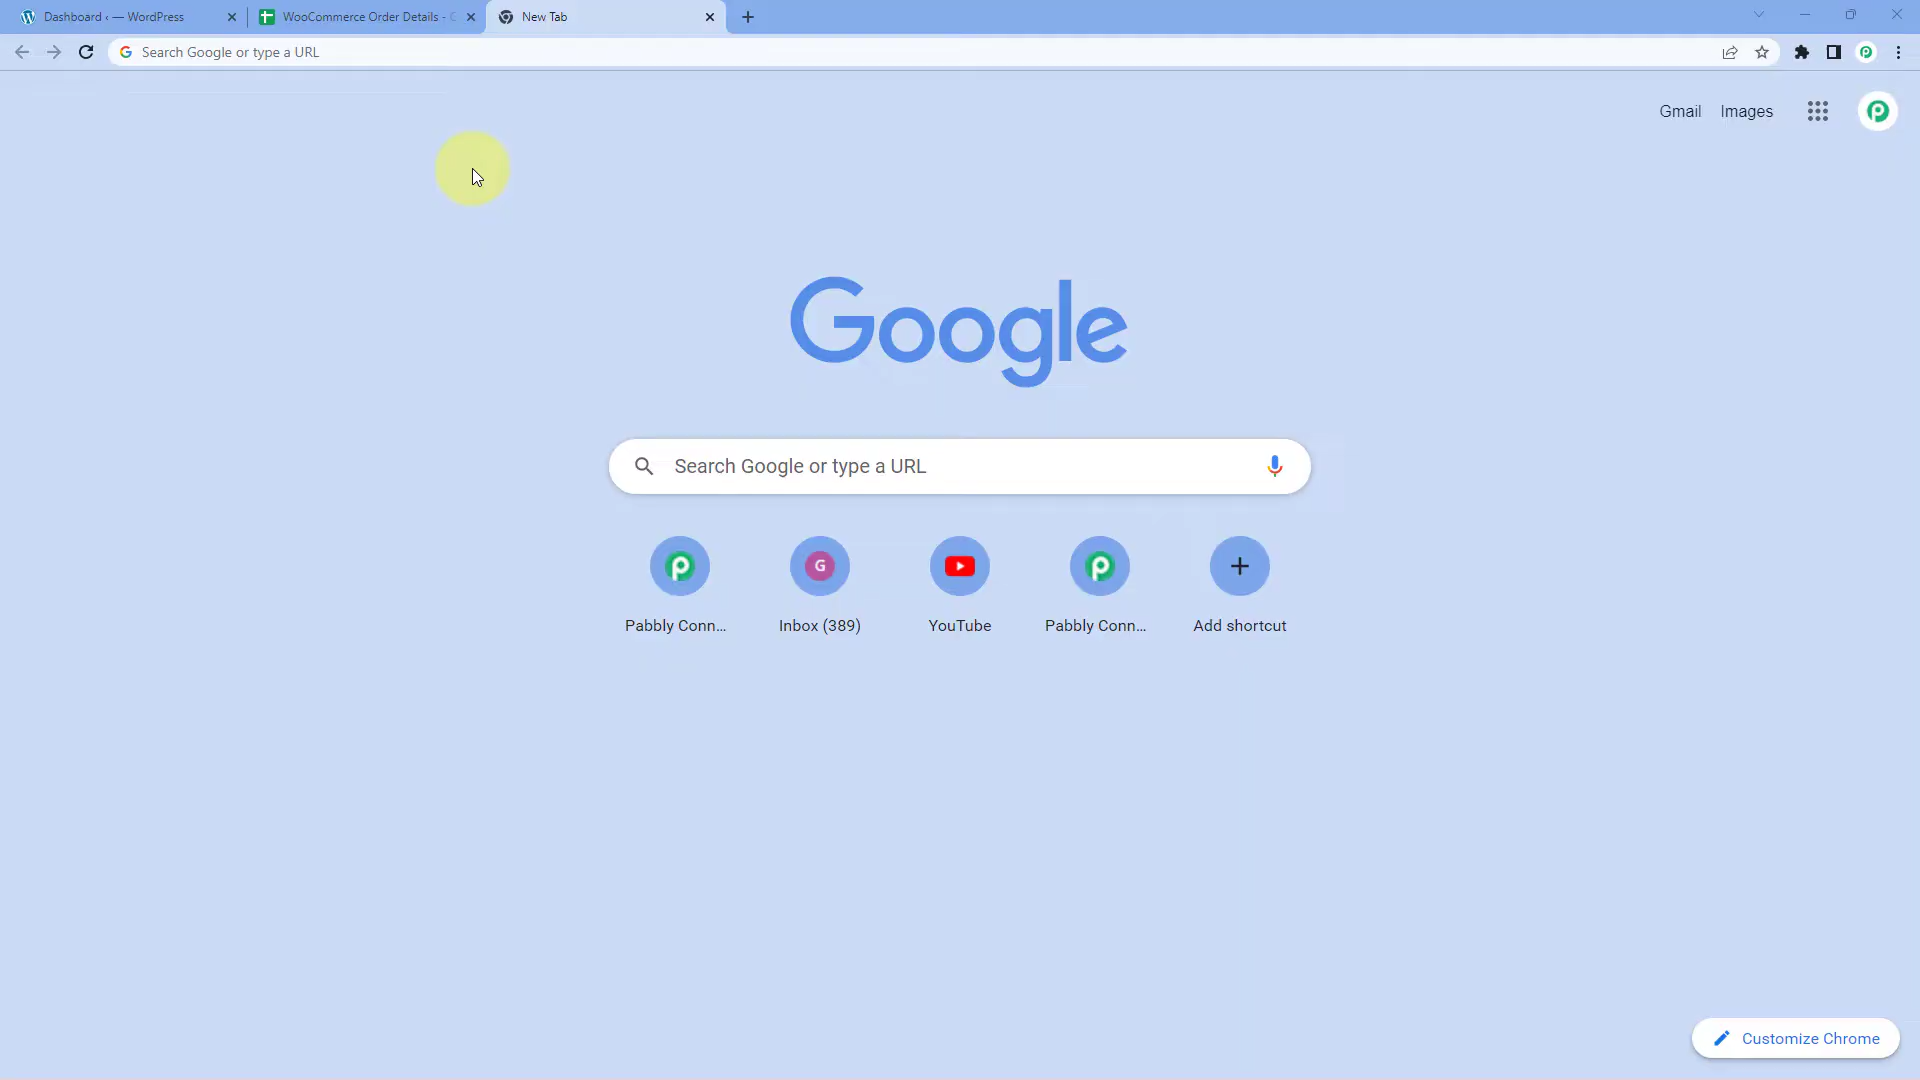 Dashboard ‹ — WordPress
WooCommerce Order Details -
New Tab
Search Google or type a URL
Gmail
Images
Google
Search Google or type a URL
G
Pabbly Conn...
Inbox (389)
YouTube
Pabbly Conn...
Add shortcut
Customize Chrome